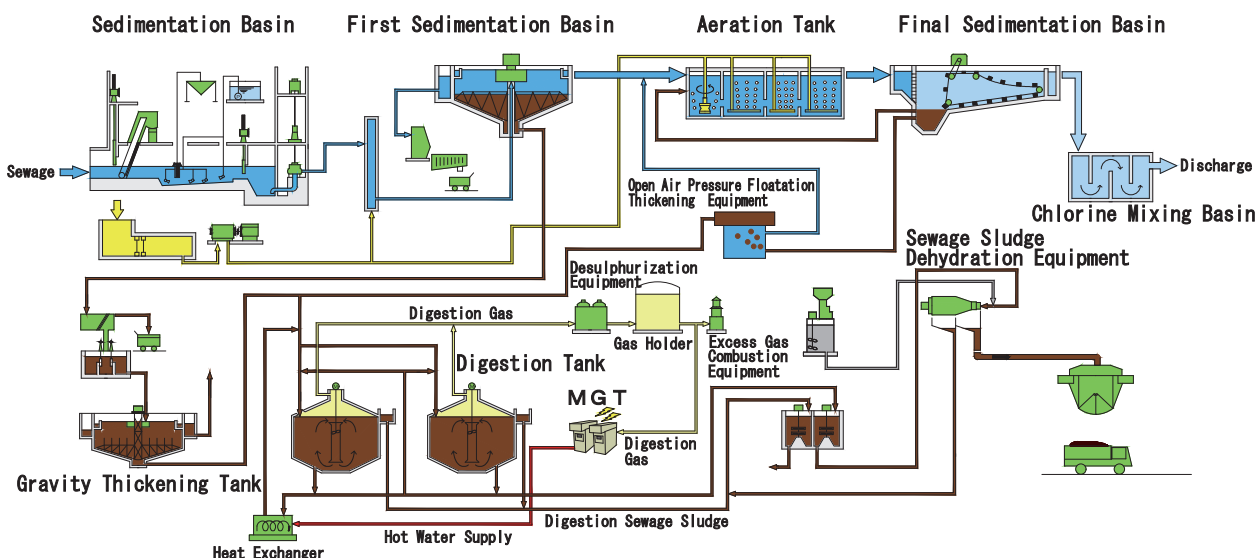 Sedimentation Basin
First Sedimentation Basin
Aeration Tank
Final Sedimentation Basin
Sewage
Discharge
Open Air Pressure Floatation
Thickening Equipment
Chlorine Mixing Basin
Sewage Sludge
Dehydration Equipment
Desulphurization
Equipment
Digestion Gas
Gas Holder
Excess Gas
Combustion
Equipment
Digestion Tank
MGT
Digestion
Gas
Gravity Thickening Tank
Digestion Sewage Sludge
Hot Water Supply
Heat Exchanger